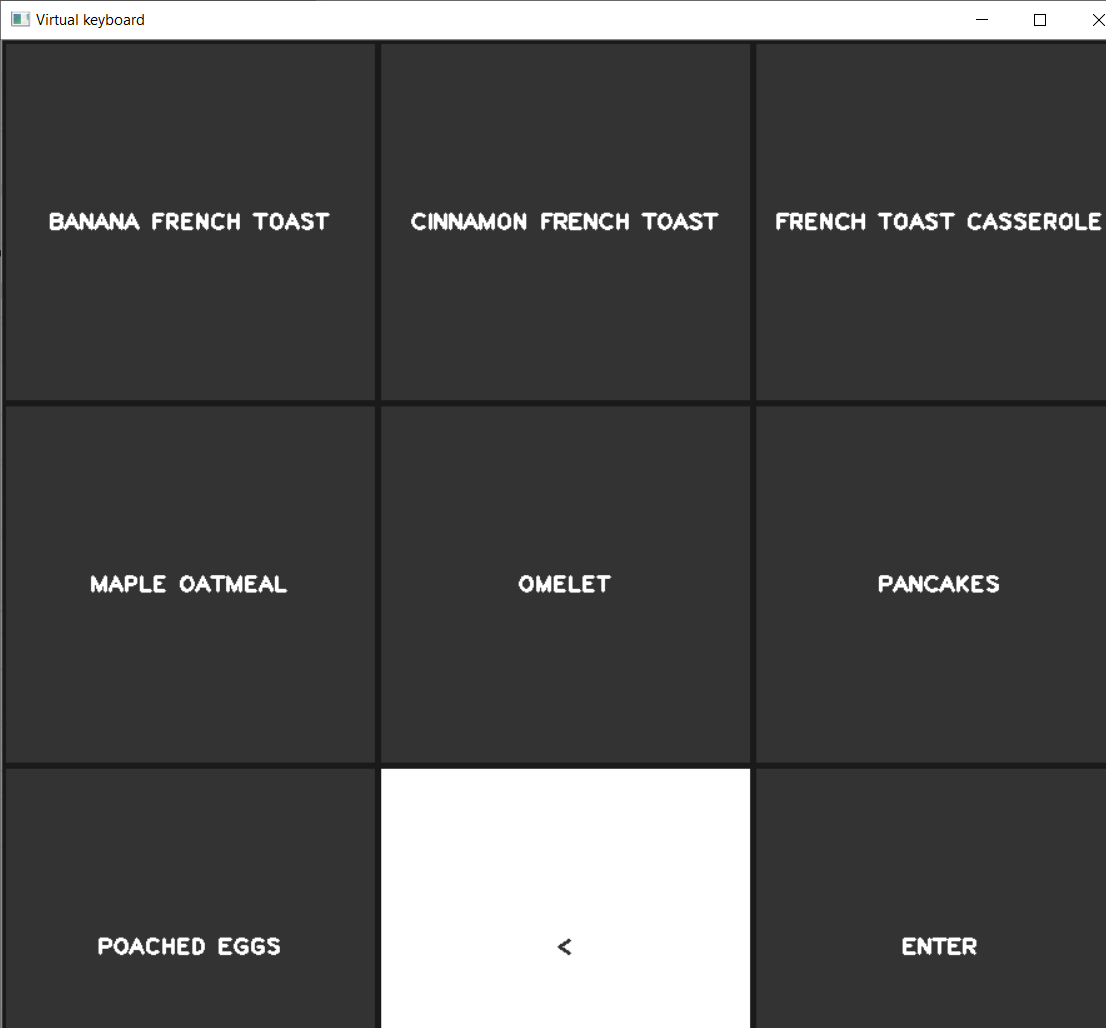 Virtual keyboard
BANANA FRENCH TOAST
CINNAMON FRENCH TOAST
FRENCH TOAST CASSEROLE
MAPLE OATMEAL
OMELET
PANCAKES
POACHED EGGS
<
ENTER